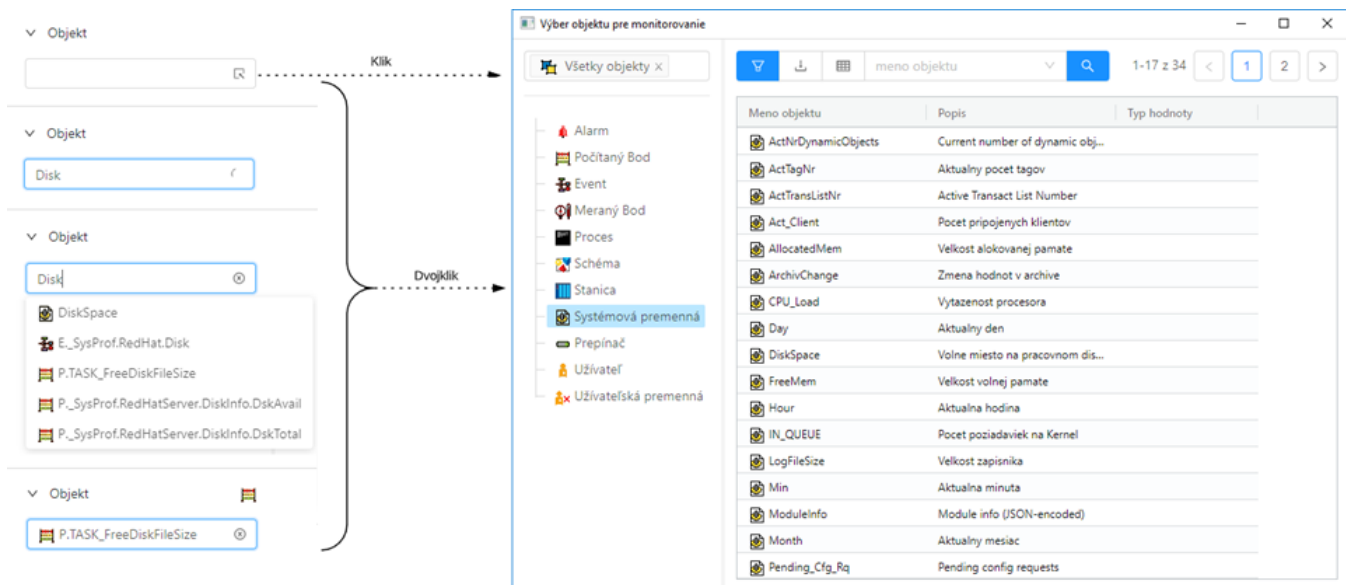 Objekt
Klik
Objekt
Disk
Objekt
Disk
DiskSpace
E._SysProf.RedHat.Disk
P.TASK_FreeDiskFileSize
P._SysProf.RedHatServer.DiskInfo.DskAvail
P._SysProf.RedHatServer.DiskInfo.DskTotal
Objekt
P.TASK_FreeDiskFileSize
Dvojklik
Výber objektu pre monitorovanie
Všetky objekty ×
meno objektu
1-17 z 34 < 1 2 >
Alarm
Počítaný Bod
Event
Meraný Bod
Proces
Schéma
Stanica
Systémová premenná
Prepínač
Užívateľ
Užívateľská premenná
Meno objektu Popis Typ hodnoty
ActNrDynamicObjects Current number of dynamic obj...
ActTagNr Aktualny pocet tagov
ActTransListNr Active Transact List Number
Act_Client Pocet pripojenych klientov
AllocatedMem Velkost alokovanej pamate
ArchivChange Zmena hodnot v archive
CPU_Load Vytazenost procesora
Day Aktualny den
DiskSpace Volne miesto na pracovnom dis...
FreeMem Velkost volnej pamate
Hour Aktualna hodina
IN_QUEUE Pocet poziadaviek na Kernel
LogFileSize Velkost zapisnika
Min Aktualna minuta
ModuleInfo Module info (JSON-encoded)
Month Aktualny mesiac
Pending_Cfg_Rq Pending config requests